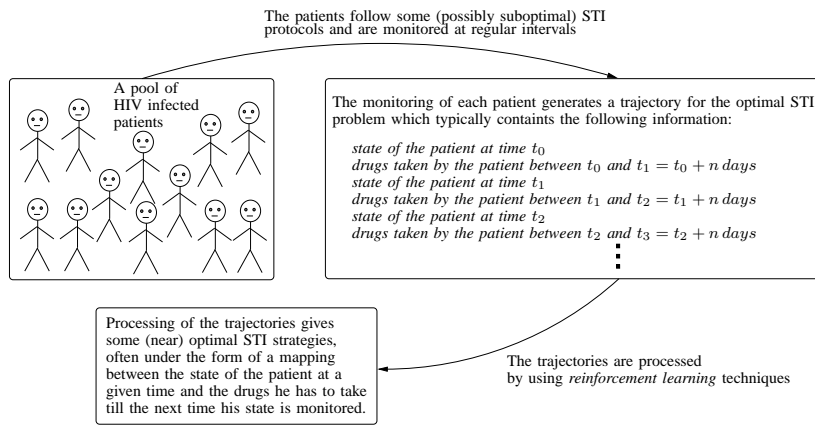 The patients follow some (possibly suboptimal) STI
protocols and are monitored at regular intervals
A pool of
HIV infected
patients
The monitoring of each patient generates a trajectory for the optimal STI
problem which typically containts the following information:
state of the patient at time t₀
drugs taken by the patient between t₀ and t₁ = t₀ + n days
state of the patient at time t₁
drugs taken by the patient between t₁ and t₂ = t₁ + n days
state of the patient at time t₂
drugs taken by the patient between t₂ and t₃ = t₂ + n days
Processing of the trajectories gives
some (near) optimal STI strategies,
often under the form of a mapping
between the state of the patient at a
given time and the drugs he has to take
till the next time his state is monitored.
The trajectories are processed
by using reinforcement learning techniques